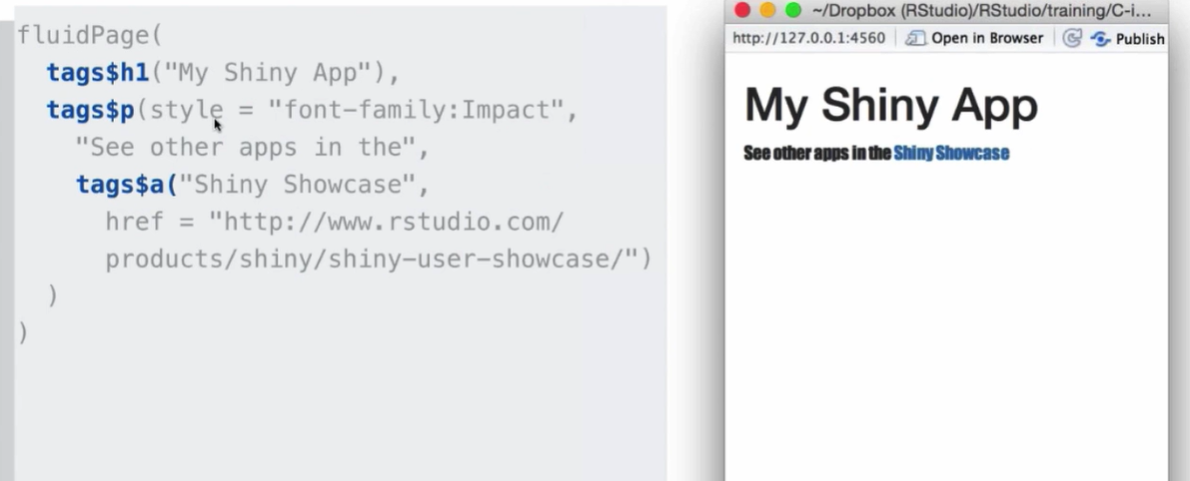 fluidPage(
tags$h1("My Shiny App"),
tags$p(style = "font-family:Impact",
"See other apps in the",
tags$a("Shiny Showcase",
href = "http://www.rstudio.com/
products/shiny/shiny-user-showcase/")
)
)
~/Dropbox (RStudio)/RStudio/training/C-i...
http://127.0.0.1:4560 Open in Browser Publish
My Shiny App
See other apps in the Shiny Showcase